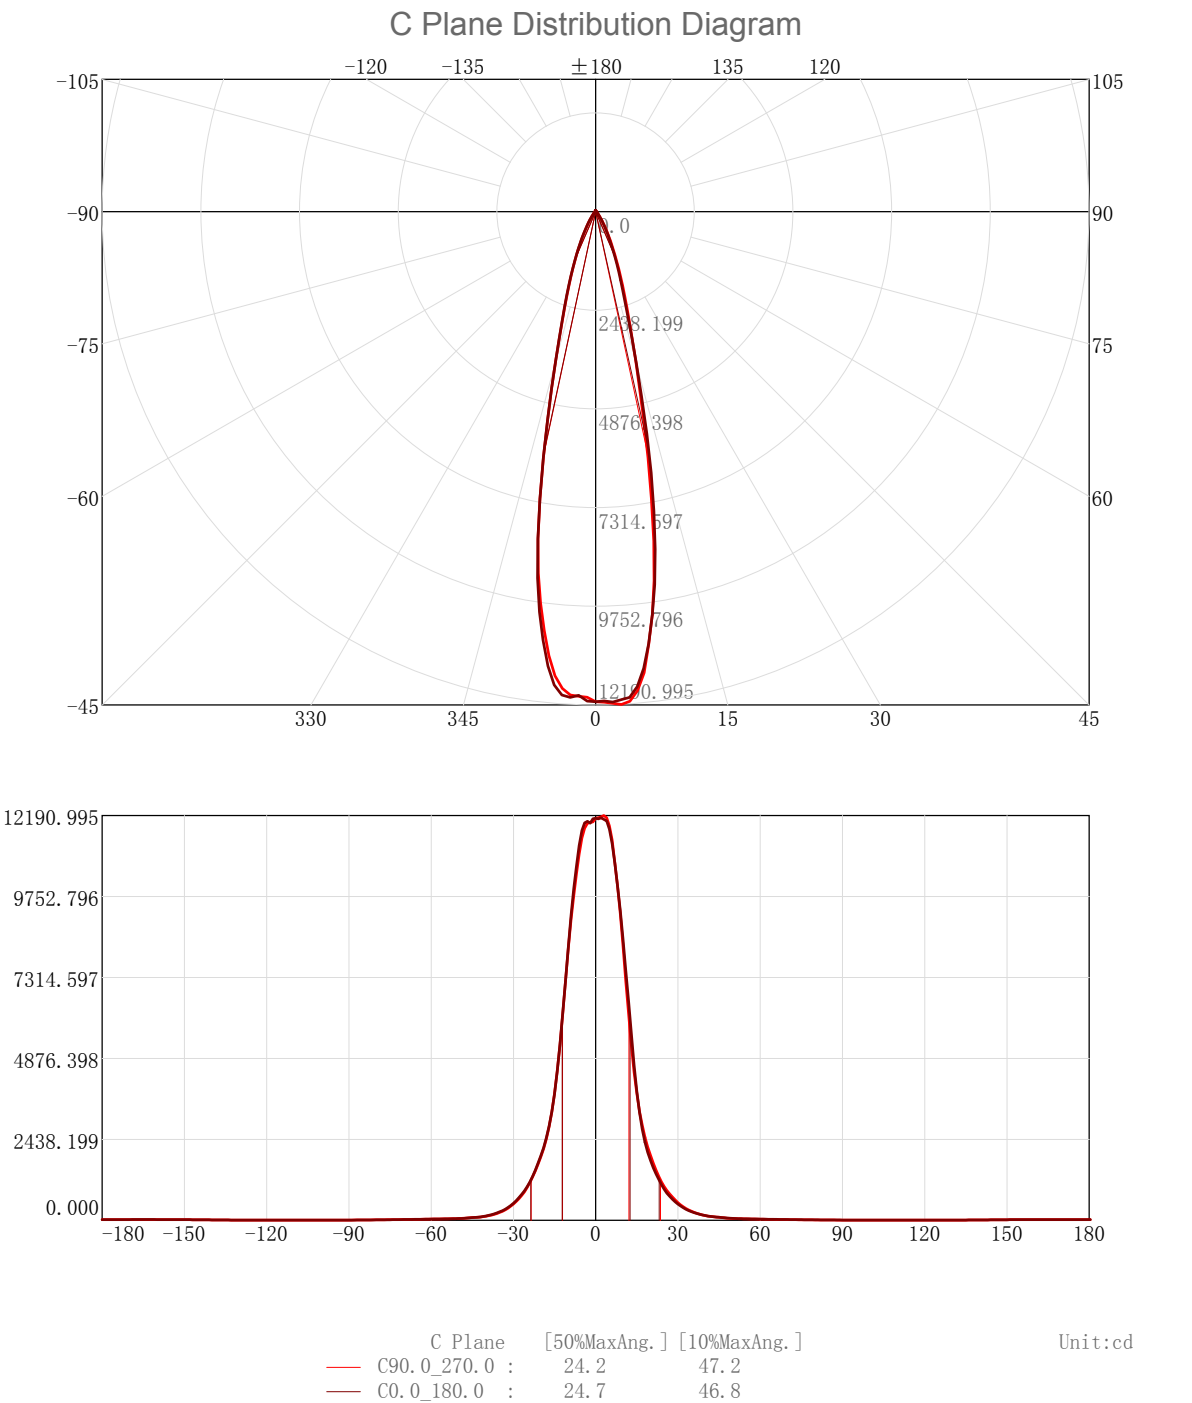 C Plane Distribution Diagram
-120 -135 ±180 135 120
-105 105
-90 90
0.0
2438.199
-75 75
4876.398
-60 60
7314.597
9752.796
12190.995
-45 330 345 0 15 30 45
12190.995
9752.796
7314.597
4876.398
2438.199
0.000
-180 -150 -120 -90 -60 -30 0 30 60 90 120 150 180
C Plane [50%MaxAng.] [10%MaxAng.] Unit:cd
C90.0_270.0 : 24.2 47.2
C0.0_180.0 : 24.7 46.8